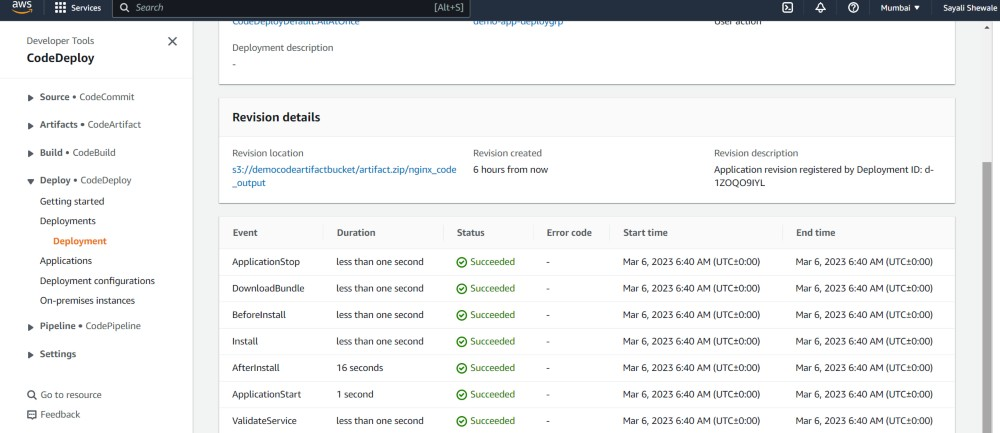 aws
Services
Search
[Alt+S]
Mumbai ▼
Sayali Shewale
Developer Tools
CodeDeploy
Source • CodeCommit
Artifacts • CodeArtifact
Build • CodeBuild
Deploy • CodeDeploy
Getting started
Deployments
Deployment
Applications
Deployment configurations
On-premises instances
Pipeline • CodePipeline
Settings
Go to resource
Feedback
CodeDeployDefault.AllAtOnce
demo-app-deploygrp
User action
Deployment description
-
Revision details
Revision location
s3://democodeartifactbucket/artifact.zip/nginx_code
_output
Revision created
6 hours from now
Revision description
Application revision registered by Deployment ID: d-
1ZOQO9IYL
Event Duration Status Error code Start time End time
ApplicationStop less than one second Succeeded - Mar 6, 2023 6:40 AM (UTC±0:00) Mar 6, 2023 6:40 AM (UTC±0:00)
DownloadBundle less than one second Succeeded - Mar 6, 2023 6:40 AM (UTC±0:00) Mar 6, 2023 6:40 AM (UTC±0:00)
BeforeInstall less than one second Succeeded - Mar 6, 2023 6:40 AM (UTC±0:00) Mar 6, 2023 6:40 AM (UTC±0:00)
Install less than one second Succeeded - Mar 6, 2023 6:40 AM (UTC±0:00) Mar 6, 2023 6:40 AM (UTC±0:00)
AfterInstall 16 seconds Succeeded - Mar 6, 2023 6:40 AM (UTC±0:00) Mar 6, 2023 6:40 AM (UTC±0:00)
ApplicationStart 1 second Succeeded - Mar 6, 2023 6:40 AM (UTC±0:00) Mar 6, 2023 6:40 AM (UTC±0:00)
ValidateService less than one second Succeeded - Mar 6, 2023 6:40 AM (UTC±0:00) Mar 6, 2023 6:40 AM (UTC±0:00)